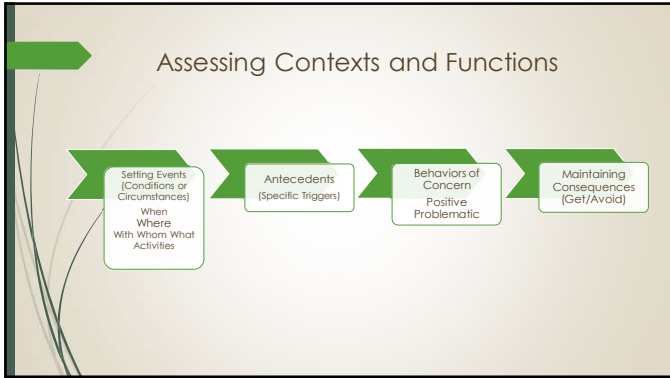 Assessing Contexts and Functions
Setting Events
(Conditions or
Circumstances)
When
Where
With Whom What
Activities
Antecedents
(Specific Triggers)
Behaviors of
Concern
Positive
Problematic
Maintaining
Consequences
(Get/Avoid)